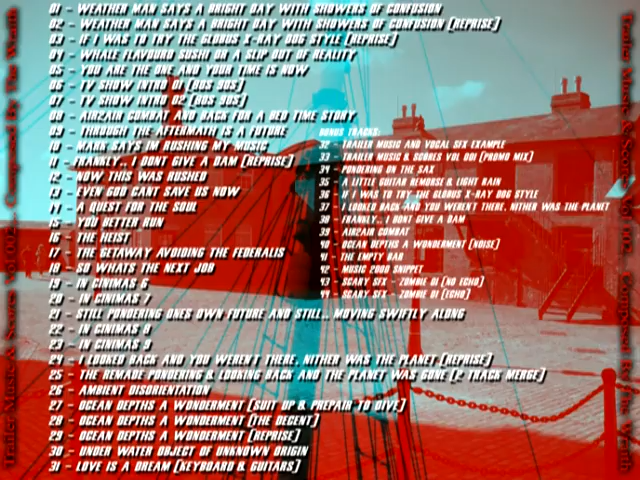 01 - WEATHER MAN SAYS A BRIGHT DAY WITH SHOWERS OF CONFUSION
02 - WEATHER MAN SAYS A BRIGHT DAY WITH SHOWERS OF CONFUSION [REPRISE]
03 - IF I WAS TO TRY THE GLOBUS X-RAY DOG STYLE [REPRISE]
04 - WHALE FLAVOURD SUSHI OR A SLIP OUT OF REALITY
05 - YOU ARE THE ONE AND YOUR TIME IS NOW
06 - TV SHOW INTRO 01 [80S 90S]
07 - TV SHOW INTRO 02 [80S 90S]
08 - AIRZAIR COMBAT AND BACK FOR A BED TIME STORY
09 - THROUGH THE AFTERMATH IS A FUTURE
10 - MARK SAYS IM RUSHING MY MUSIC
11 - FRANKLY.. I DONT GIVE A DAM [REPRISE]
12 - NOW THIS WAS RUSHED
13 - EVER GOD CANT SAVE US NOW
14 - A QUEST FOR THE SOUL
15 - YOU BETTER RUN
16 - THE HEIST
17 - THE GETAWAY AVOIDING THE FEDERALIS
18 - SO WHATS THE NEXT JOB
19 - IN CINIMAS 6
20 - IN CINIMAS 7
21 - STILL PONDERING ONES OWN FUTURE AND STILL.. MOVING SWIFTLY ALONG
22 - IN CINIMAS 8
23 - IN CINIMAS 9
24 - I LOOKED BACK AND YOU WERENT THERE, NITHER WAS THE PLANET [REPRISE]
25 - THE REMADE PONDERING & LOOKING BACK AND THE PLANET WAS GONE [2 TRACK MERGE]
26 - AMBIENT DISORIENTATION
27 - OCEAN DEPTHS A WONDERMENT [SUIT UP & PREPAIR TO DIVE]
28 - OCEAN DEPTHS A WONDERMENT [THE DECENT]
29 - OCEAN DEPTHS A WONDERMENT [REPRISE]
30 - UNDER WATER OBJECT OF UNKNOWN ORIGIN
31 - LOVE IS A DREAM [KEYBOARD & GUITARS]
BONUS TRACKS:
32 - TRAILER MUSIC AND VOCAL SFX EXAMPLE
33 - TRAILER MUSIC & SCORES VOL 001 [PROMO MIX]
34 - PONDERING ON THE SAX
35 - A LITTLE GUITAR REMORSE & LIGHT RAIN
36 - IF I WAS TO TRY THE GLOBUS X-RAY DOG STYLE
37 - I LOOKED BACK AND YOU WERENT THERE, NITHER WAS THE PLANET
38 - FRANKLY.. I DONT GIVE A DAM
39 - AIRZAIR COMBAT
40 - OCEAN DEPTHS A WONDERMENT [NOISE]
41 - THE EMPTY BAR
42 - MUSIC 2000 SNIPPET
43 - SCARY SFX - ZOMBIE 01 [NO ECHO]
44 - SCARY SFX - ZOMBIE 01 [ECHO]